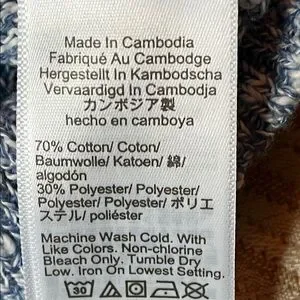 Made In Cambodia
Fabriqué Au Cambodge
Hergestellt In Kambodscha
Vervaardigd In Cambodja
カンボジア製
hecho en camboya
70% Cotton/ Coton/
Baumwolle/ Katoen/ 綿/
algodón
30% Polyester/ Polyester/
Polyester/ Polyester/ ポリエ
ステル/ poliéster
Machine Wash Cold. With
Like Colors. Non-chlorine
Bleach Only. Tumble Dry
Low. Iron On Lowest Setting.
30